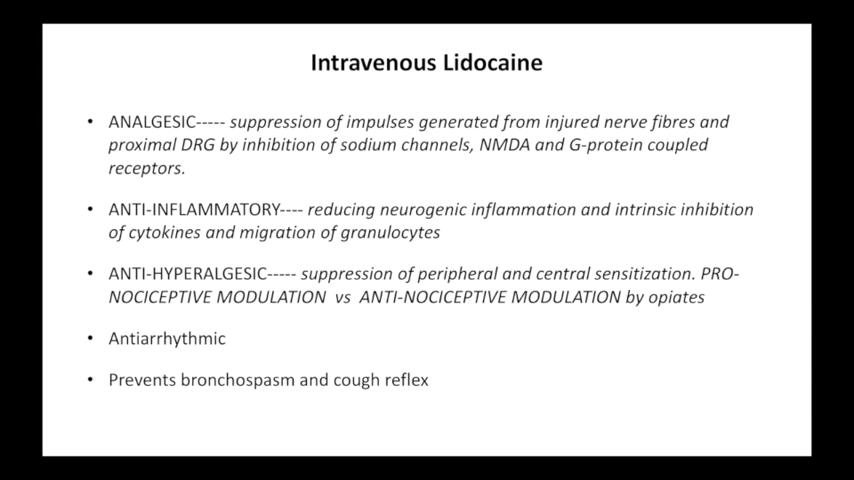 Intravenous Lidocaine
• ANALGESIC----- suppression of impulses generated from injured nerve fibres and
proximal DRG by inhibition of sodium channels, NMDA and G-protein coupled
receptors.
• ANTI-INFLAMMATORY---- reducing neurogenic inflammation and intrinsic inhibition
of cytokines and migration of granulocytes
• ANTI-HYPERALGESIC----- suppression of peripheral and central sensitization. PRO-
NOCICEPTIVE MODULATION vs ANTI-NOCICEPTIVE MODULATION by opiates
• Antiarrhythmic
• Prevents bronchospasm and cough reflex